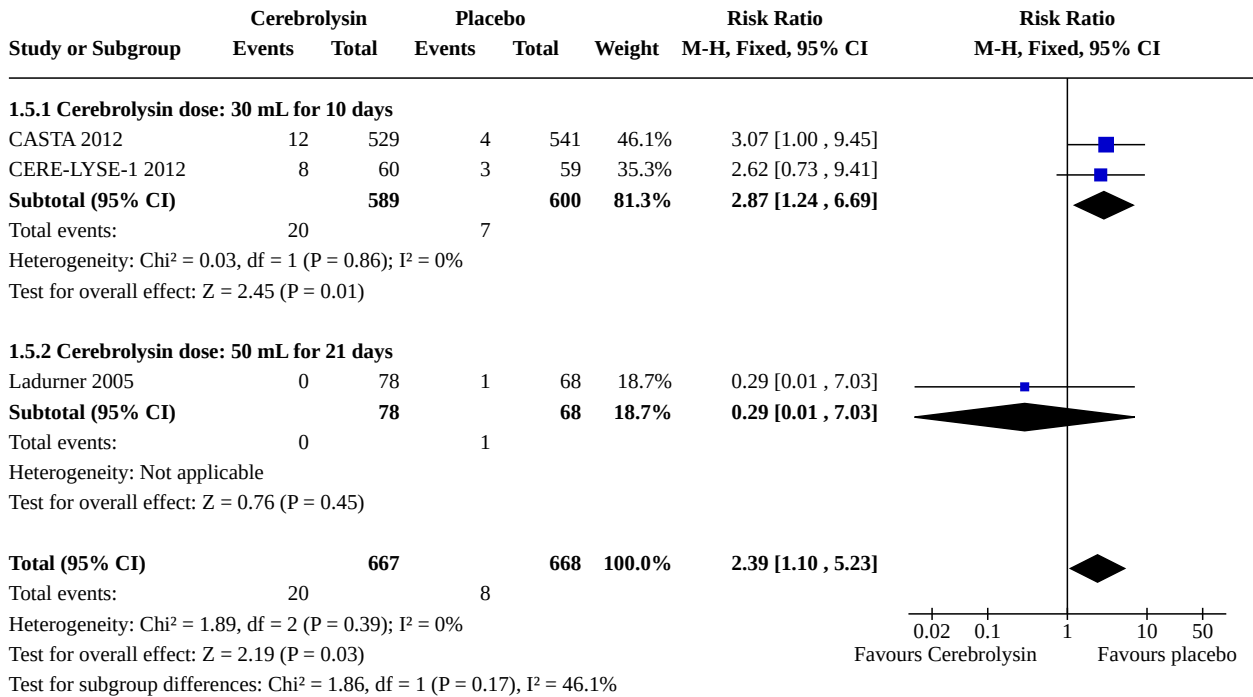 Cerebrolysin Placebo Risk Ratio Risk Ratio
Study or Subgroup Events Total Events Total Weight M-H, Fixed, 95% CI M-H, Fixed, 95% CI
1.5.1 Cerebrolysin dose: 30 mL for 10 days
CASTA 2012 12 529 4 541 46.1% 3.07 [1.00 , 9.45]
CERE-LYSE-1 2012 8 60 3 59 35.3% 2.62 [0.73 , 9.41]
Subtotal (95% CI) 589 600 81.3% 2.87 [1.24 , 6.69]
Total events: 20 7
Heterogeneity: Chi² = 0.03, df = 1 (P = 0.86); I² = 0%
Test for overall effect: Z = 2.45 (P = 0.01)
1.5.2 Cerebrolysin dose: 50 mL for 21 days
Ladurner 2005 0 78 1 68 18.7% 0.29 [0.01 , 7.03]
Subtotal (95% CI) 78 68 18.7% 0.29 [0.01 , 7.03]
Total events: 0 1
Heterogeneity: Not applicable
Test for overall effect: Z = 0.76 (P = 0.45)
Total (95% CI) 667 668 100.0% 2.39 [1.10 , 5.23]
Total events: 20 8
Heterogeneity: Chi² = 1.89, df = 2 (P = 0.39); I² = 0%
0.02 0.1 1 10 50
Test for overall effect: Z = 2.19 (P = 0.03) Favours Cerebrolysin Favours placebo
Test for subgroup differences: Chi² = 1.86, df = 1 (P = 0.17), I² = 46.1%